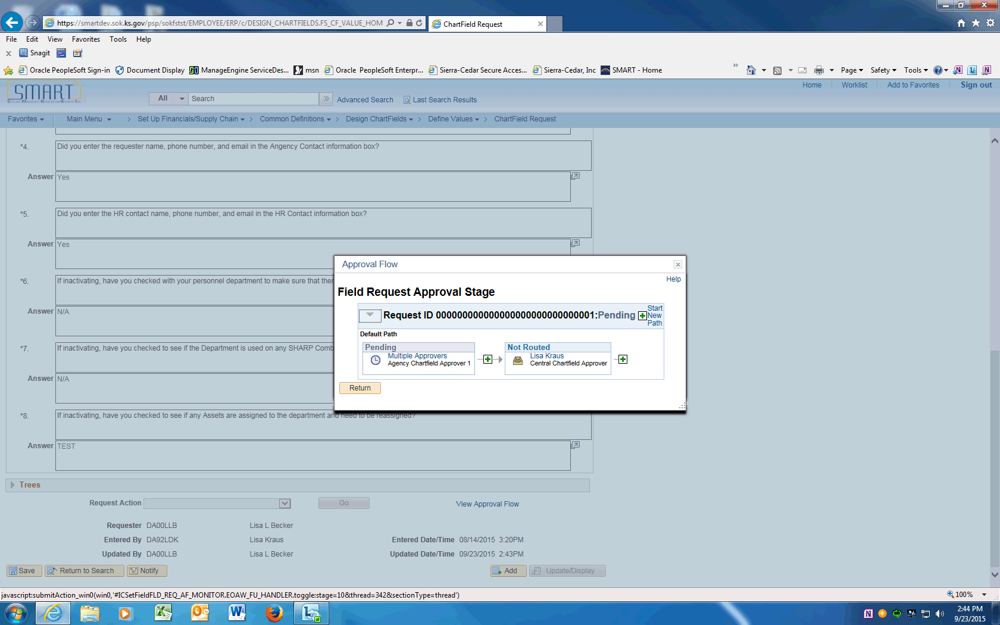 https://smartdev.sok.ks.gov/psp/sokfstst/EMPLOYEE/ERP/c/DESIGN_CHARTFIELDS.FS_CF_VALUE_HOM
ChartField Request
File Edit View Favorites Tools Help
Snagit
Oracle PeopleSoft Sign-in Document Display ManageEngine ServiceDes... msn Oracle PeopleSoft Enterpr... Sierra-Cedar Secure Acces... Sierra-Cedar, Inc SMART - Home
Page Safety Tools
SMART
Home Worklist Add to Favorites Sign out
All Search Advanced Search Last Search Results
Favorites Main Menu > Set Up Financials/Supply Chain > Common Definitions > Design ChartFields > Define Values > ChartField Request
*4. Did you enter the requester name, phone number, and email in the Angency Contact information box?
Answer Yes
*5. Did you enter the HR contact name, phone number, and email in the HR Contact information box?
Answer Yes
*6. If inactivating, have you checked with your personnel department to make sure that ther
Answer N/A
*7. If inactivating, have you checked to see if the Department is used on any SHARP Comb
Answer N/A
*8. If inactivating, have you checked to see if any Assets are assigned to the department and need to be reassigned?
Answer TEST
Approval Flow
Help
Field Request Approval Stage
Request ID 0000000000000000000000000000001:Pending
Start New Path
Default Path
Pending
Multiple Approvers
Agency Chartfield Approver 1
Not Routed
Lisa Kraus
Central Chartfield Approver
Return
Trees
Request Action Go View Approval Flow
Requester DA00LLB Lisa L Becker
Entered By DA92LDK Lisa Kraus Entered Date/Time 08/14/2015 3:20PM
Updated By DA00LLB Lisa L Becker Updated Date/Time 09/23/2015 2:43PM
Save Return to Search Notify Add Update/Display
javascript:submitAction_win0(win0,'#ICSetFieldFLD_REQ_AF_MONITOR.EOAW_FU_HANDLER.toggle:stage=10&thread=342&sectionType=thread')
100%
2:44 PM
9/23/2015